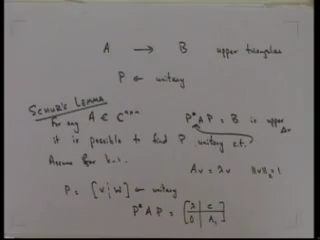 A → B upper triangular
P ← unitary
SCHUR'S LEMMA
For any A ∈ C^{n×n} P*AP = B is upper Δr
it is possible to find P unitary s.t.
Assume for k-1. Av = λv ‖v‖₂ = 1
P = [v | W] ← unitary
P*AP = [λ | c ; 0 | A₁]